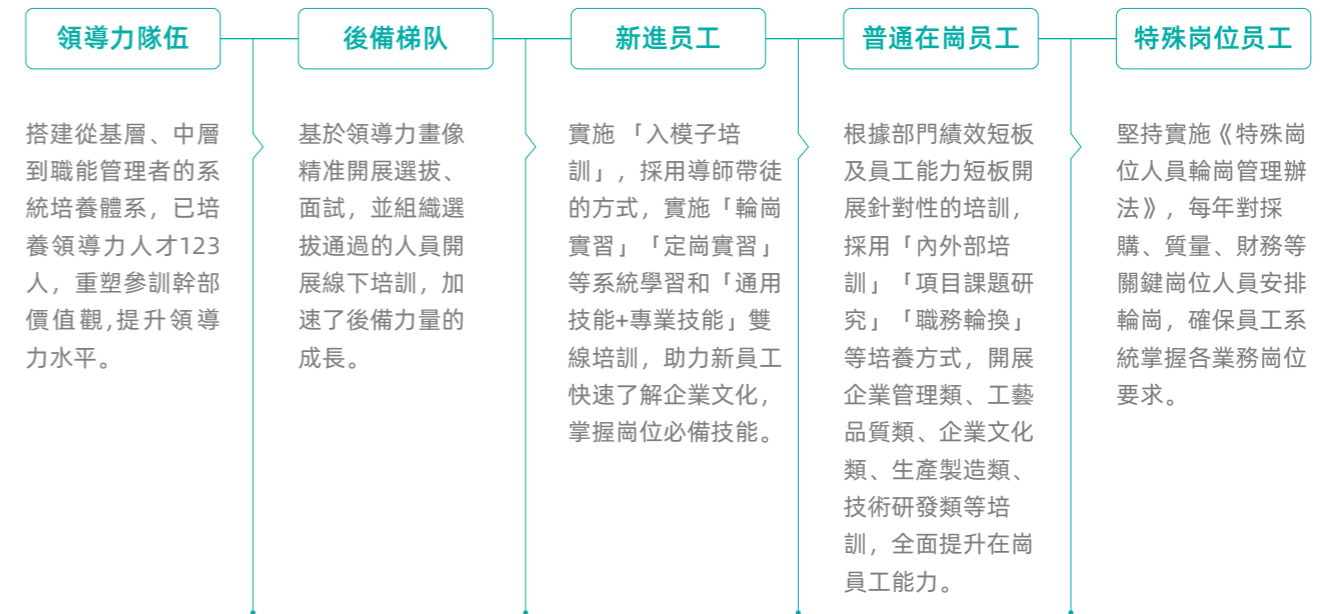 領導力隊伍
搭建從基層、中層
到職能管理者的系
統培養體系，已培
養領導力人才123
人，重塑參訓幹部
價值觀,提升領導
力水平。
後備梯队
基於領導力畫像
精准開展選拔、
面試，並組織選
拔通過的人員開
展線下培訓，加
速了後備力量的
成長。
新進员工
實施 「入模子培
訓」，採用導師帶徒
的方式，實施「輪崗
實習」「定崗實習」
等系統學習和「通用
技能+專業技能」雙
線培訓，助力新員工
快速了解企業文化，
掌握崗位必備技能。
普通在崗员工
根據部門績效短板
及員工能力短板開
展針對性的培訓，
採用「內外部培
訓」「項目課題研
究」「職務輪換」
等培養方式，開展
企業管理類、工藝
品質類、企業文化
類、生產製造類、
技術研發類等培
訓，全面提升在崗
員工能力。
特殊岗位员工
堅持實施《特殊崗
位人員輪崗管理辦
法》，每年對採
購、質量、財務等
關鍵崗位人員安排
輪崗，確保員工系
統掌握各業務崗位
要求。